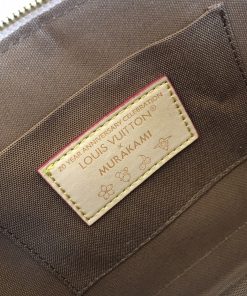 20 YEAR ANNIVERSARY CELEBRATION
LOUIS VUITTON®
×
MURAKAMI